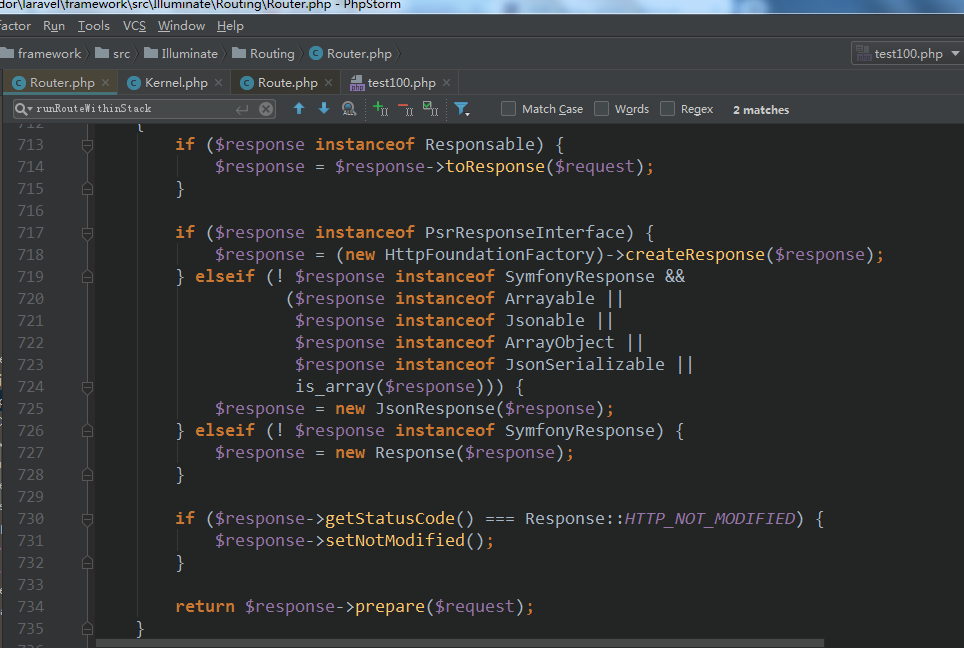 dor\laravel\framework\src\Illuminate\Routing\Router.php - PhpStorm
factor Run Tools VCS Window Help
framework src Illuminate Routing Router.php test100.php
Router.php Kernel.php Route.php test100.php
runRouteWithinStack Match Case Words Regex 2 matches
712 {
713 if ($response instanceof Responsable) {
714 $response = $response->toResponse($request);
715 }
716
717 if ($response instanceof PsrResponseInterface) {
718 $response = (new HttpFoundationFactory)->createResponse($response);
719 } elseif (! $response instanceof SymfonyResponse &&
720 ($response instanceof Arrayable ||
721 $response instanceof Jsonable ||
722 $response instanceof ArrayObject ||
723 $response instanceof JsonSerializable ||
724 is_array($response))) {
725 $response = new JsonResponse($response);
726 } elseif (! $response instanceof SymfonyResponse) {
727 $response = new Response($response);
728 }
729
730 if ($response->getStatusCode() === Response::HTTP_NOT_MODIFIED) {
731 $response->setNotModified();
732 }
733
734 return $response->prepare($request);
735 }